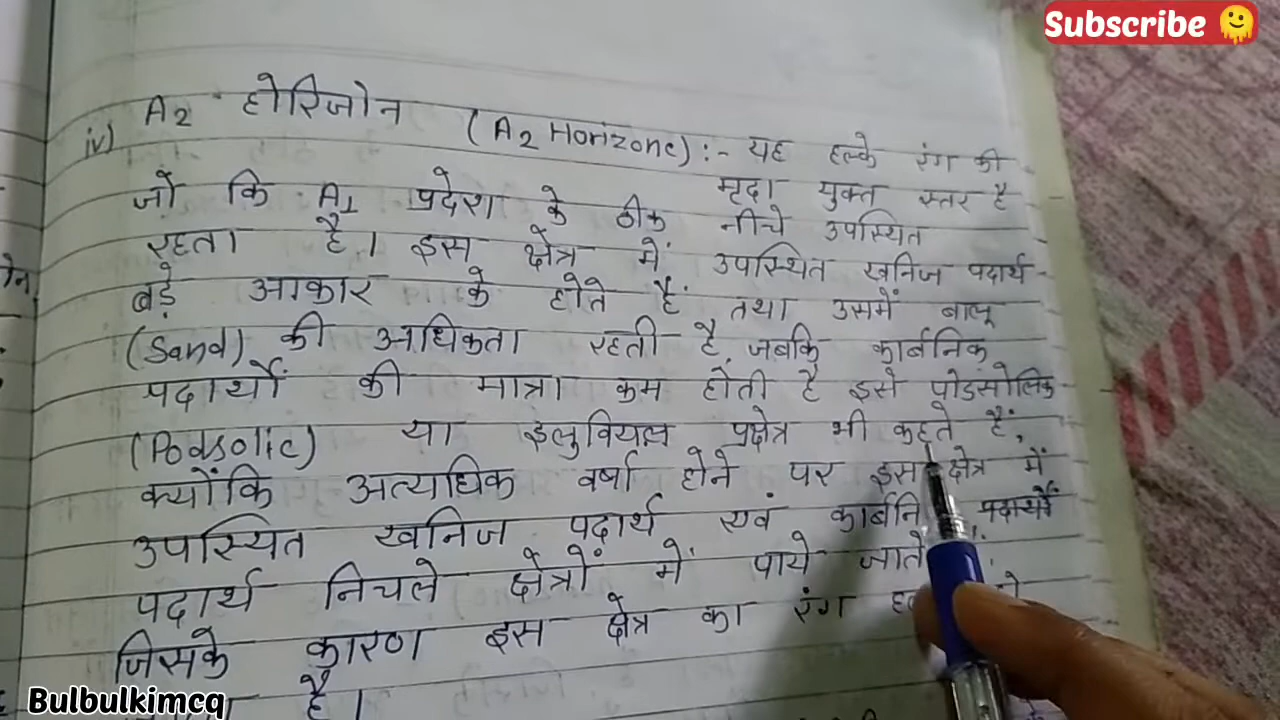 Subscribe
iv) A2 होरिजोन (A2 Horizone) :- यह हल्के रंग की
मृदा युक्त स्तर है
जो कि A1 प्रदेश के ठीक नीचे उपस्थित
रहता है। इस क्षेत्र में उपस्थित खनिज पदार्थ
बड़े आकार के होते हैं तथा उसमें बालू
(Sand) की अधिकता रहती है, जबकि कार्बनिक
पदार्थों की मात्रा कम होती है इसे पोडसोलिक
(Podsolic) या इलुवियल प्रक्षेत्र भी कहते हैं,
क्योंकि अत्यधिक वर्षा होने पर इस क्षेत्र में
उपस्थित खनिज पदार्थ एवं कार्बनि पदार्थों
पदार्थ निचले क्षेत्रों में पाये जाते
जिसके कारण इस क्षेत्र का रंग
है।
Bulbulkimcq